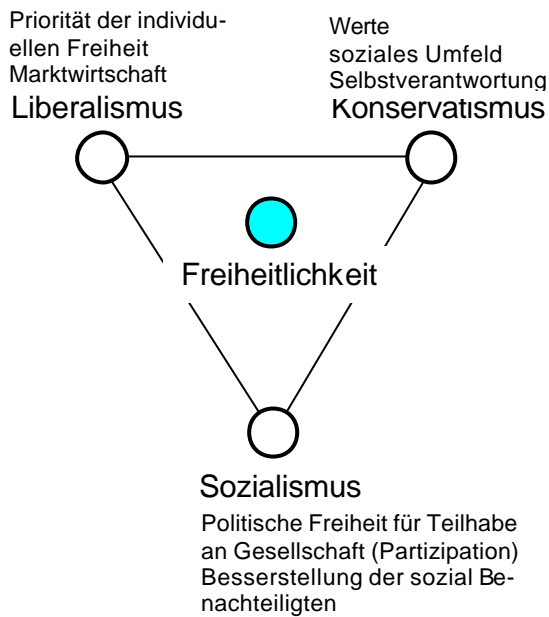 Priorität der individu-
ellen Freiheit
Marktwirtschaft
Liberalismus
Werte
soziales Umfeld
Selbstverantwortung
Konservatismus
Freiheitlichkeit
Sozialismus
Politische Freiheit für Teilhabe
an Gesellschaft (Partizipation)
Besserstellung der sozial Be-
nachteiligten